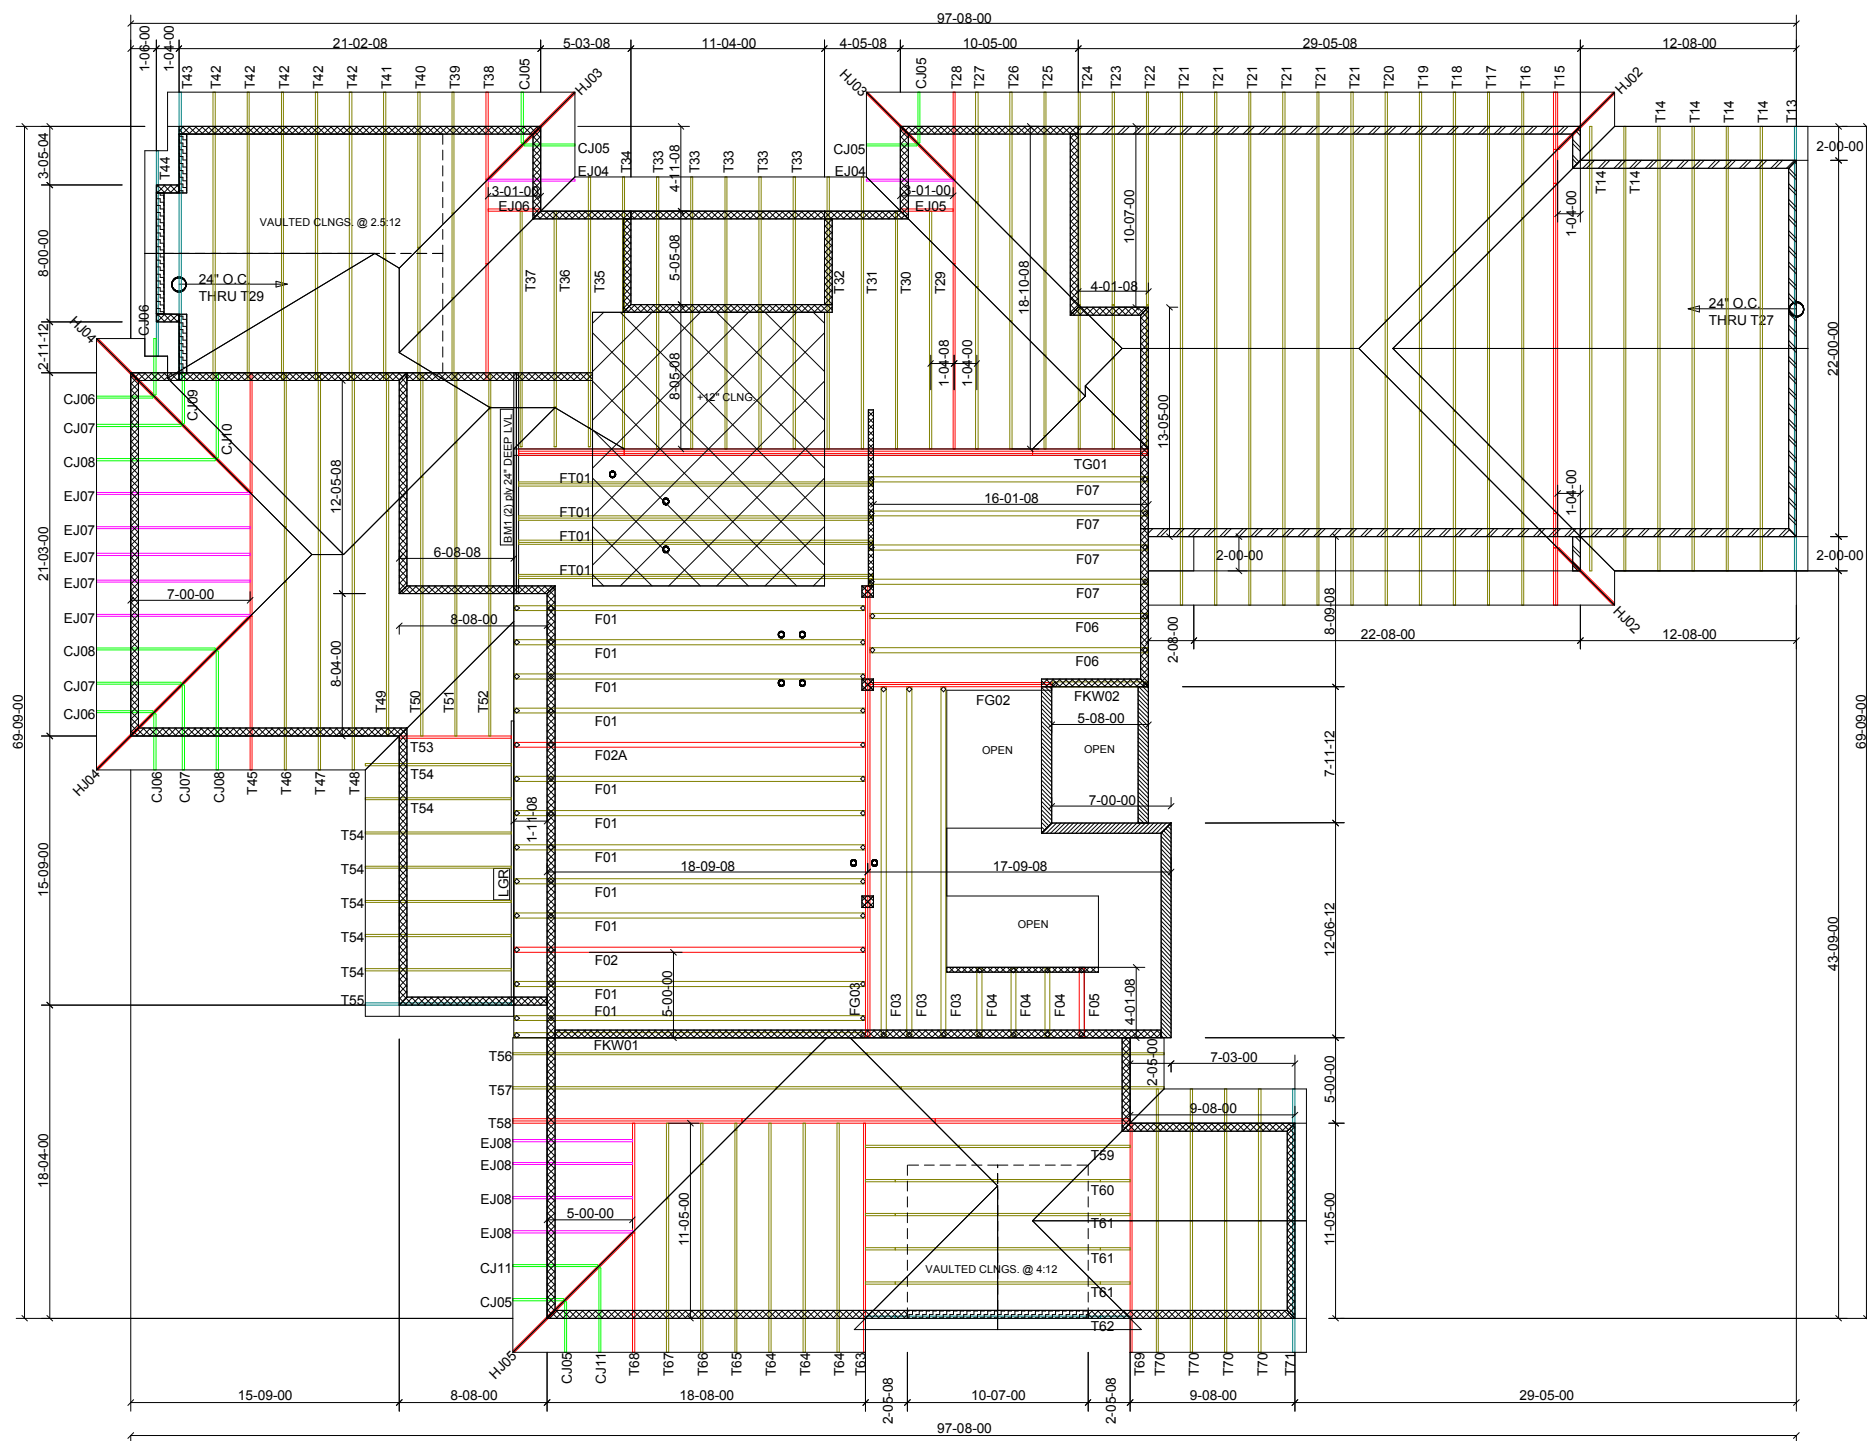 97-08-00
1-06-00
1-04-00
21-02-08
5-03-08
11-04-00
4-05-08
10-05-00
29-05-08
12-08-00
T43
T42
T42
T42
T42
T42
T41
T40
T39
T38
CJ05
HJ03
HJ03
CJ05
T28
T27
T26
T25
T24
T23
T22
T21
T21
T21
T21
T21
T21
T20
T19
T18
T17
T16
T15
HJ02
T14
T14
T14
T14
T13
3-05-04
T44
CJ05
EJ04
3-01-00
EJ06
4-11-08
T34
T33
T33
T33
T33
T33
CJ05
EJ04
3-01-00
EJ05
T14
T14
2-00-00
1-04-00
VAULTED CLNGS. @ 2.5:12
8-00-00
24" O.C
THRU T29
T37
T36
T35
5-05-08
T32
T31
T30
T29
18-10-08
10-07-00
4-01-08
24" O.C.
THRU T27
22-00-00
HJ04
CJ06
2-11-12
8-05-08
+12" CLNG.
1-04-08
1-04-00
13-05-00
CJ06
CJ07
CJ08
CJ09
CJ10
EJ07
EJ07
EJ07
EJ07
EJ07
CJ08
CJ07
CJ06
12-05-08
BM1 (2) ply 24" DEEP LVL
FT01
FT01
FT01
FT01
TG01
F07
16-01-08
F07
F07
F07
F06
F06
1-04-00
2-00-00
2-00-00
21-03-00
6-08-08
7-00-00
8-08-00
8-04-00
F01
F01
F01
F01
F02A
F01
F01
F01
F01
F01
F02
F01
F01
8-09-08
2-08-00
22-08-00
12-08-00
HJ02
FG02
FKW02
5-08-00
OPEN
OPEN
7-11-12
7-00-00
69-09-00
69-09-00
T49
T50
T51
T52
T53
T54
T54
T54
T54
T54
T54
T54
T55
HJ04
CJ06
CJ07
CJ08
T45
T46
T47
T48
15-09-00
1-11-08
LGR
18-09-08
17-09-08
OPEN
12-06-12
43-09-00
5-00-00
FG03
F03
F03
F03
F04
F04
F04
F05
4-01-08
FKW01
T56
T57
T58
2-05-00
7-03-00
5-00-00
9-08-00
EJ08
EJ08
EJ08
EJ08
CJ11
CJ05
18-04-00
5-00-00
11-05-00
T59
T60
T61
T61
T61
T62
VAULTED CLNGS. @ 4:12
11-05-00
HJ05
CJ05
CJ11
T68
T67
T66
T65
T64
T64
T64
T63
T69
T70
T70
T70
T70
T71
15-09-00
8-08-00
18-08-00
2-05-08
10-07-00
2-05-08
9-08-00
29-05-00
97-08-00